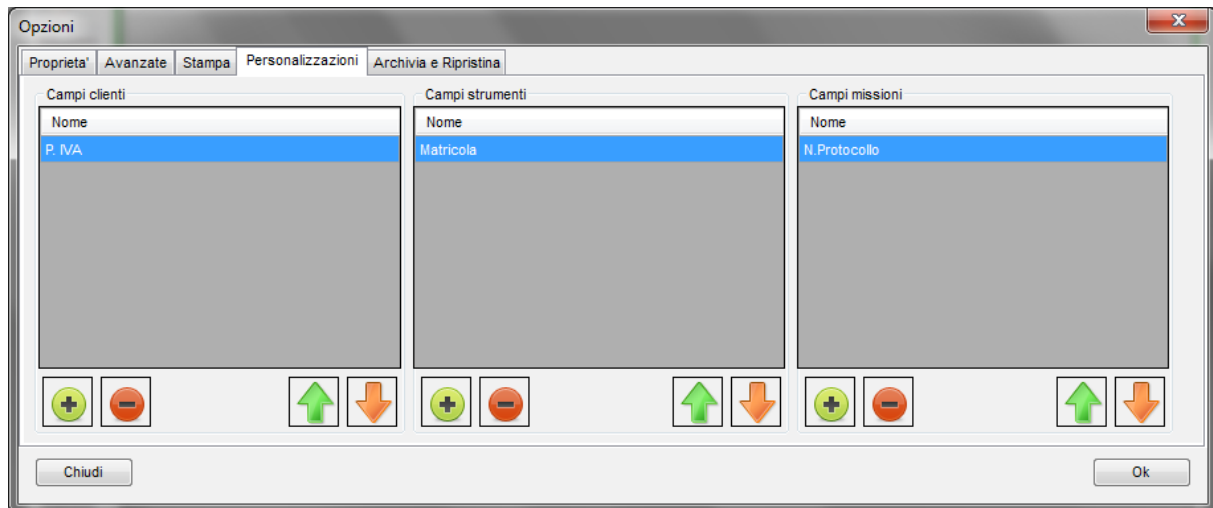 Opzioni
Proprieta' Avanzate Stampa Personalizzazioni Archivia e Ripristina
Campi clienti Campi strumenti Campi missioni
Nome Nome Nome
P. IVA Matricola N.Protocollo
Chiudi Ok